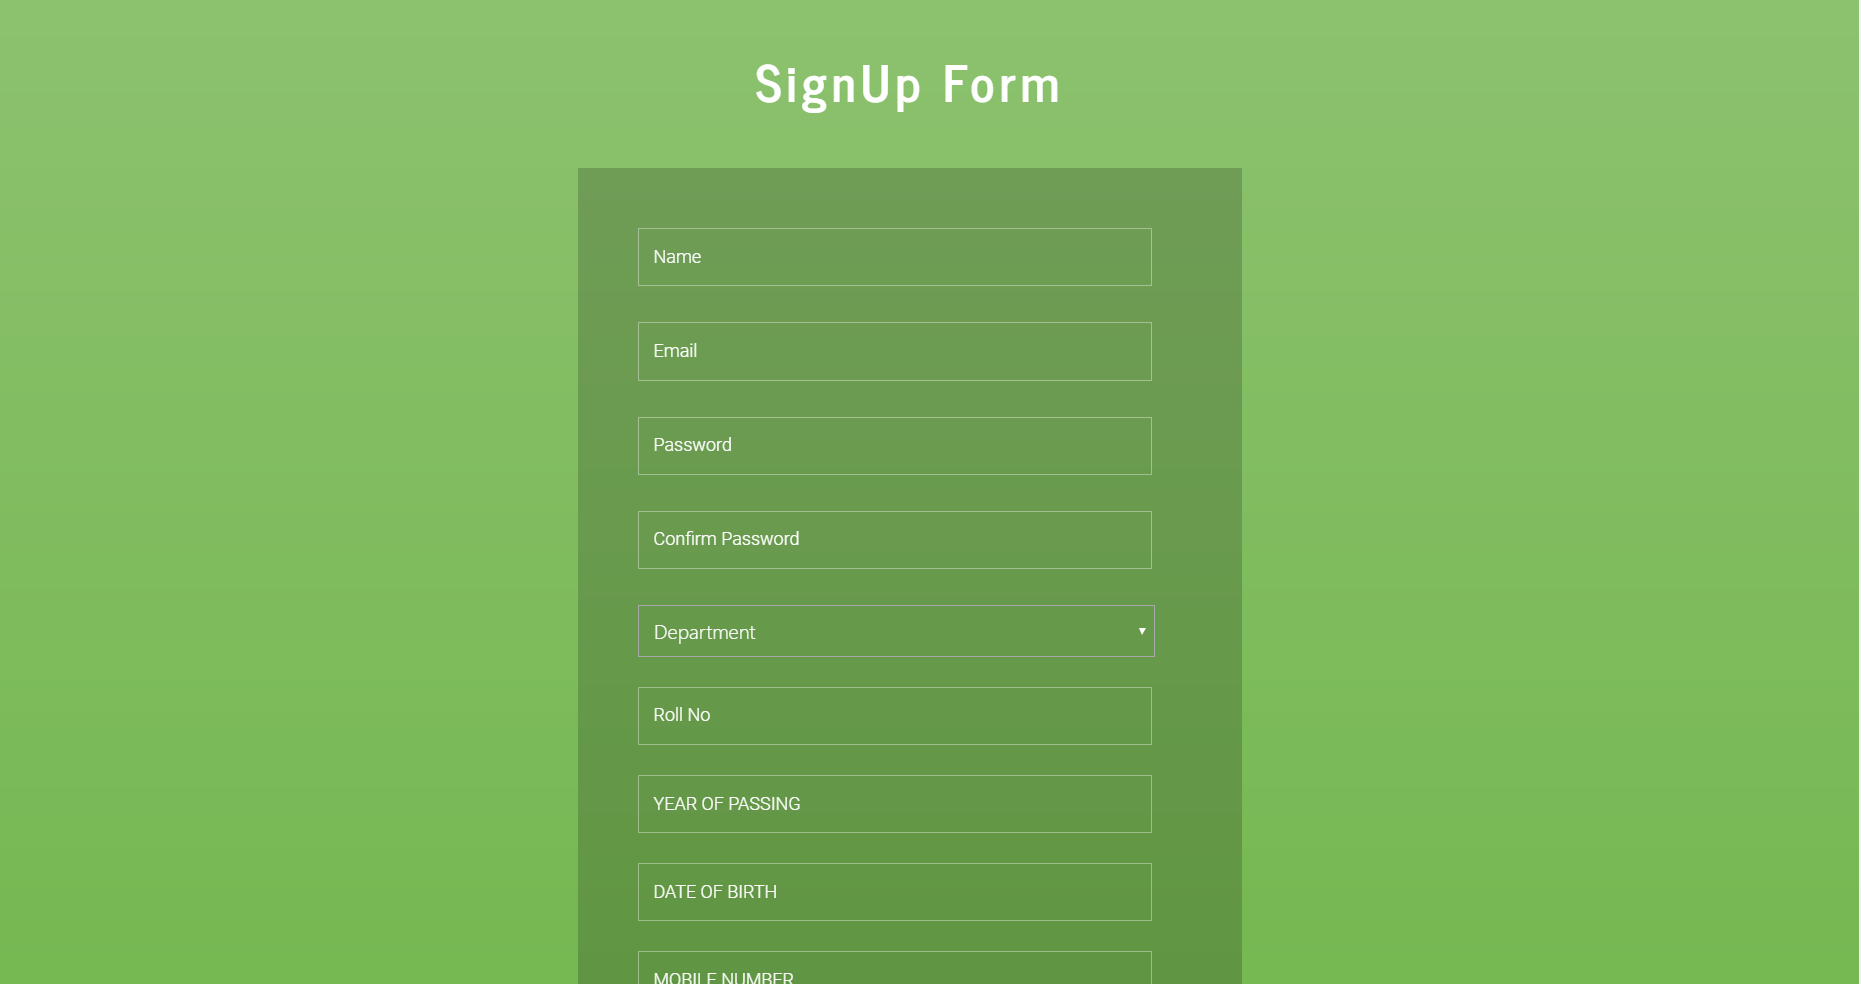 SignUp Form
Name
Email
Password
Confirm Password
Department
Roll No
YEAR OF PASSING
DATE OF BIRTH
MOBILE NUMBER